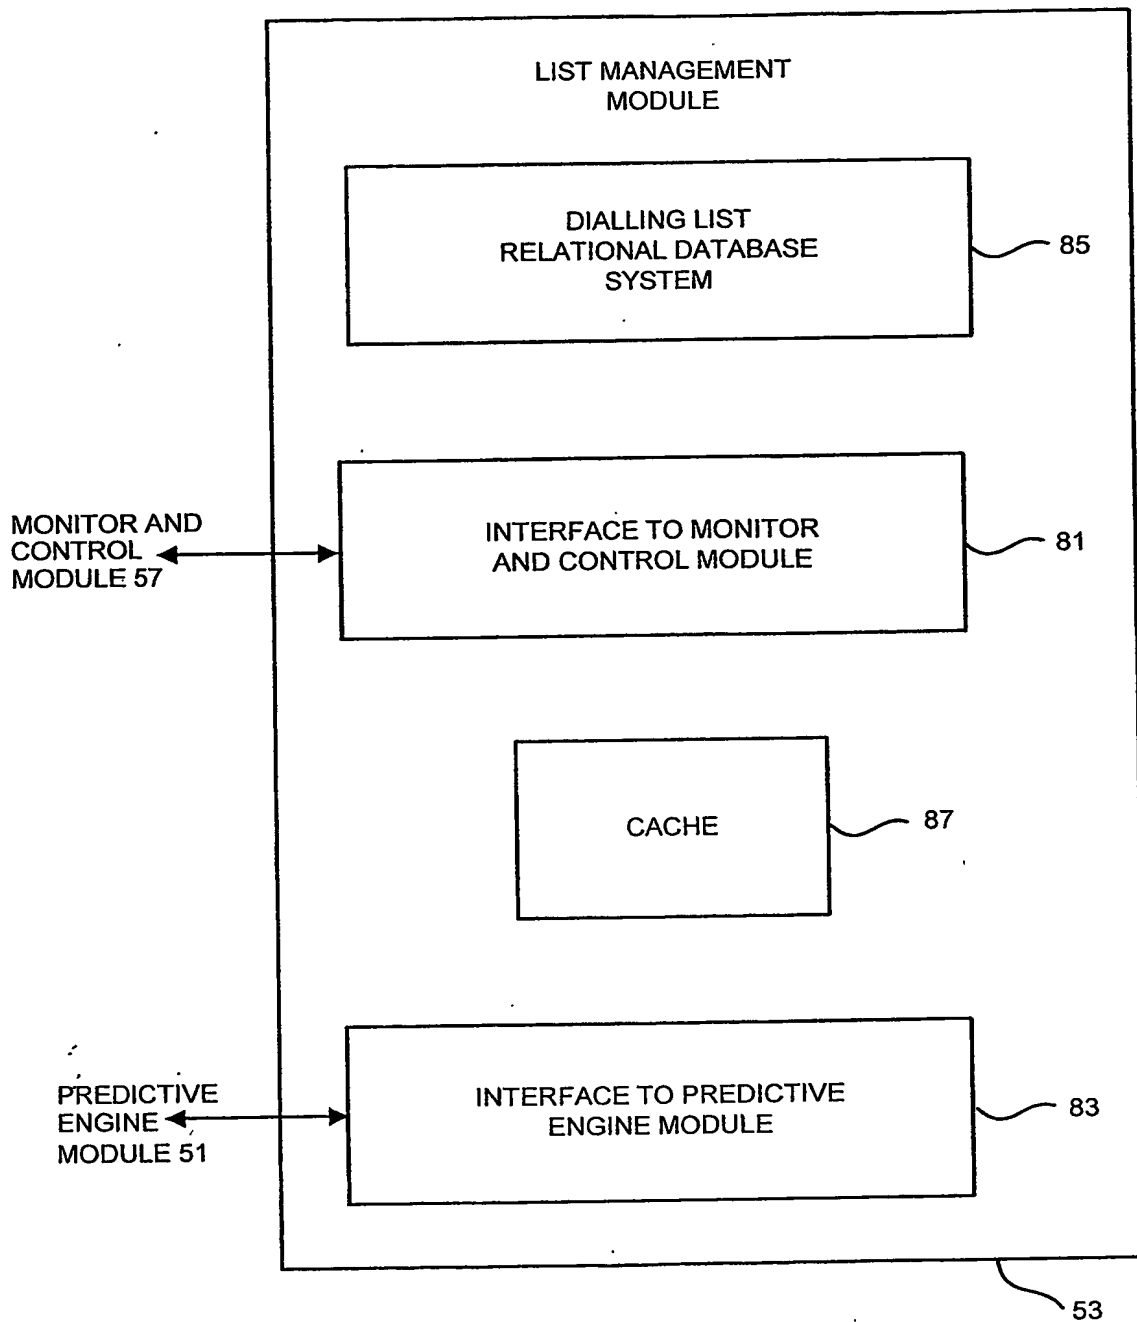 LIST MANAGEMENT
MODULE
DIALLING LIST
RELATIONAL DATABASE
SYSTEM
85
MONITOR AND
CONTROL
MODULE 57
INTERFACE TO MONITOR
AND CONTROL MODULE
81
CACHE
87
PREDICTIVE
ENGINE
MODULE 51
INTERFACE TO PREDICTIVE
ENGINE MODULE
83
53